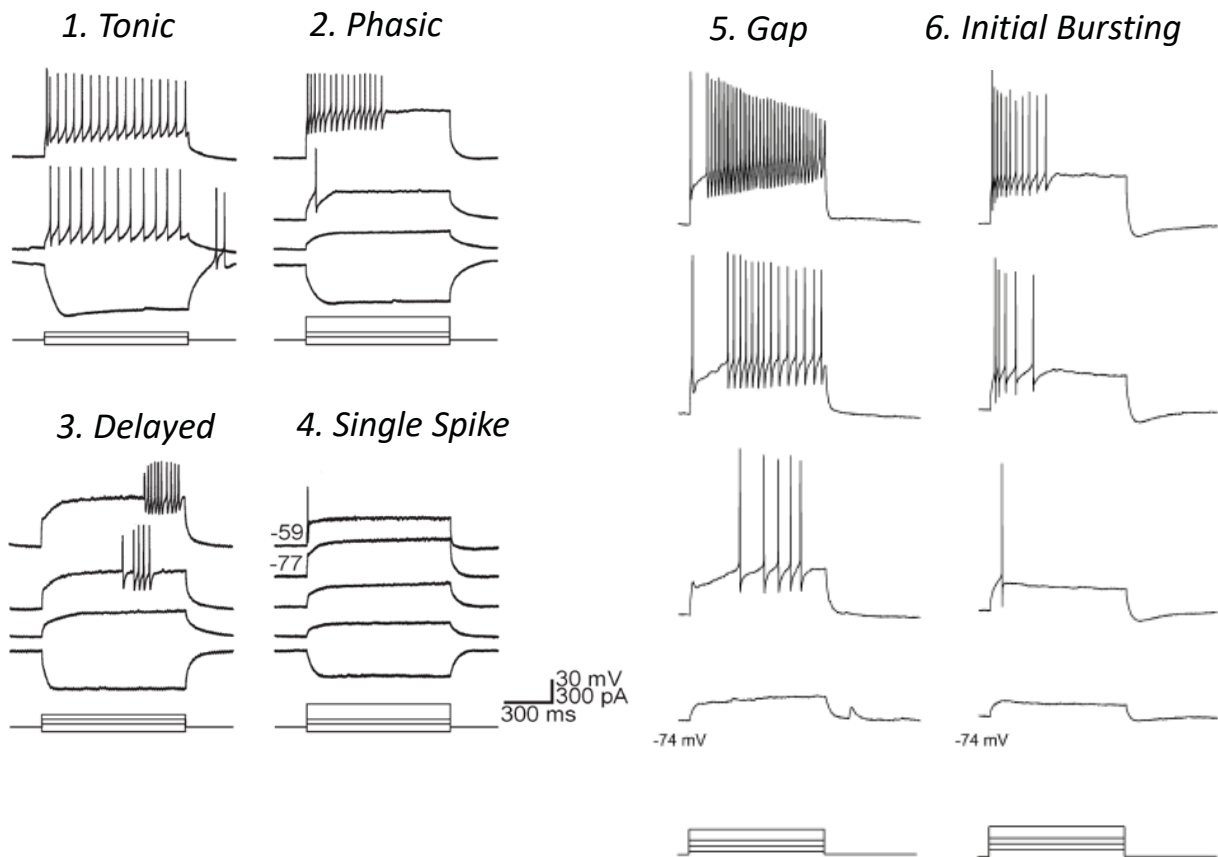 1. Tonic
2. Phasic
5. Gap
6. Initial Bursting
3. Delayed
4. Single Spike
-59
-77
30 mV
300 pA
300 ms
-74 mV
-74 mV